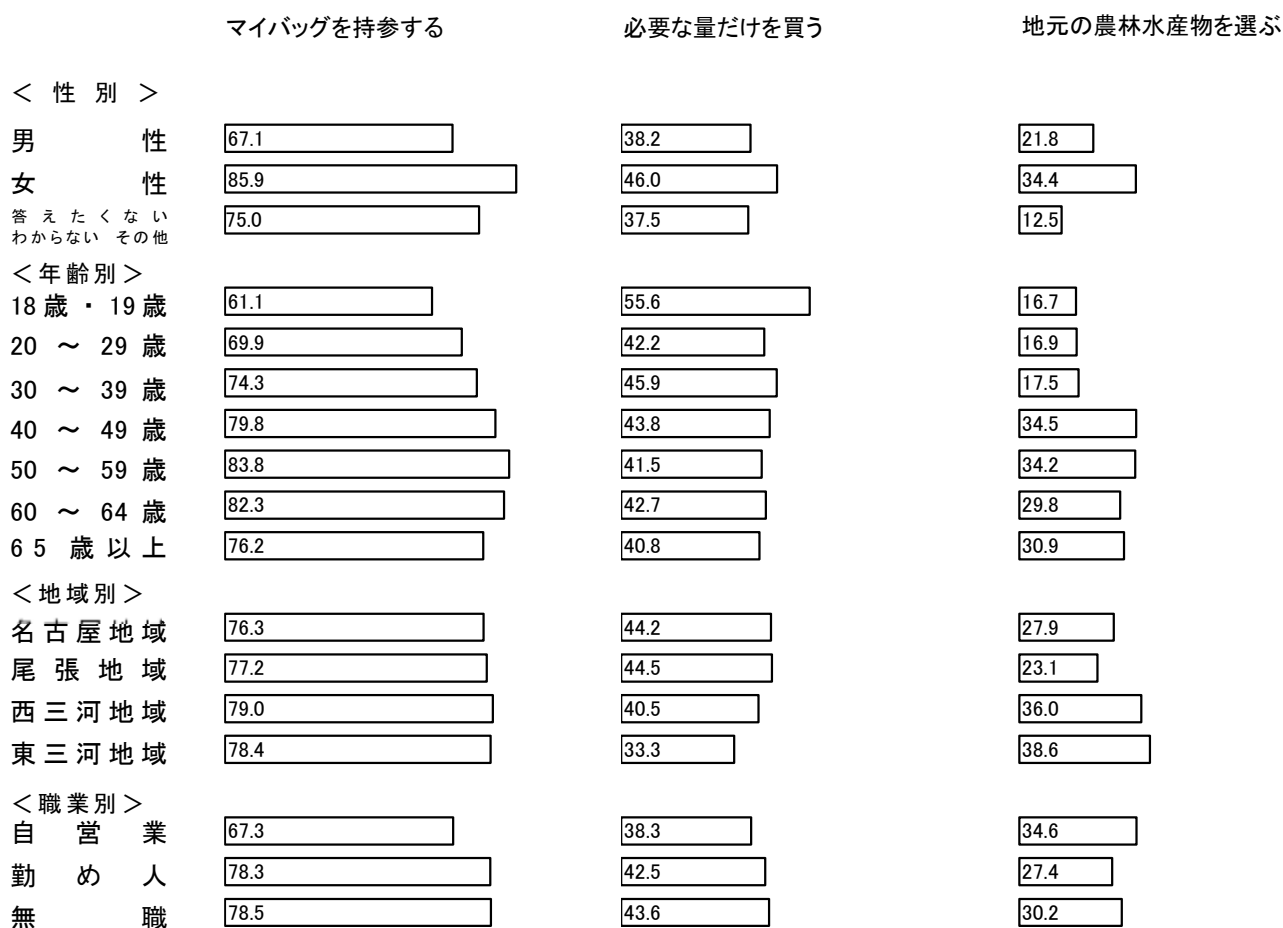 マイバッグを持参する 必要な量だけを買う 地元の農林水産物を選ぶ
＜ 性 別 ＞
男 性 67.1 38.2 21.8
女 性 85.9 46.0 34.4
答えたくない
わからない その他 75.0 37.5 12.5
＜年齢別＞
18歳・19歳 61.1 55.6 16.7
20 ～ 29 歳 69.9 42.2 16.9
30 ～ 39 歳 74.3 45.9 17.5
40 ～ 49 歳 79.8 43.8 34.5
50 ～ 59 歳 83.8 41.5 34.2
60 ～ 64 歳 82.3 42.7 29.8
65 歳以上 76.2 40.8 30.9
＜地域別＞
名古屋地域 76.3 44.2 27.9
尾張地域 77.2 44.5 23.1
西三河地域 79.0 40.5 36.0
東三河地域 78.4 33.3 38.6
＜職業別＞
自営業 67.3 38.3 34.6
勤め人 78.3 42.5 27.4
無職 78.5 43.6 30.2